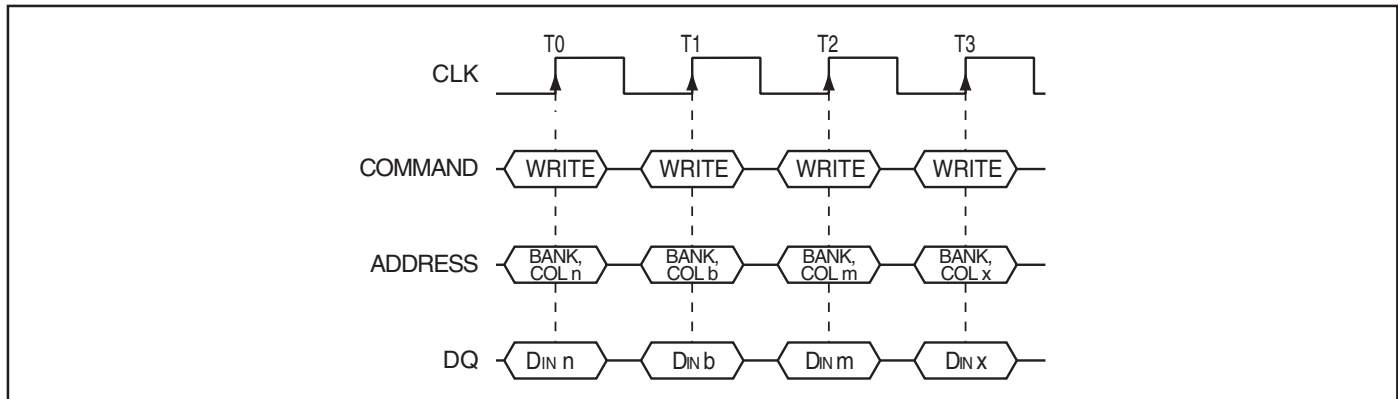 T0 T1 T2 T3
CLK
COMMAND WRITE WRITE WRITE WRITE
ADDRESS BANK, COL n BANK, COL b BANK, COL m BANK, COL x
DQ DIN n DIN b DIN m DIN x